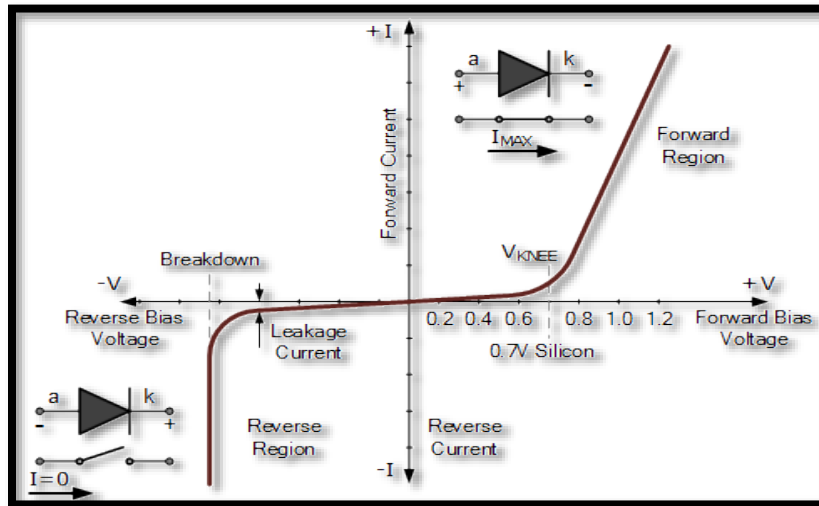 +I
a
k
+
-
I MAX
Forward Current
Forward
Region
Breakdown
VKNEE
-V
+V
Reverse Bias
Voltage
Leakage
Current
0.2 0.4 0.6 0.8 1.0 1.2
Forward Bias
Voltage
0.7V Silicon
a
k
-
+
I=0
Reverse
Region
Reverse
Current
-I